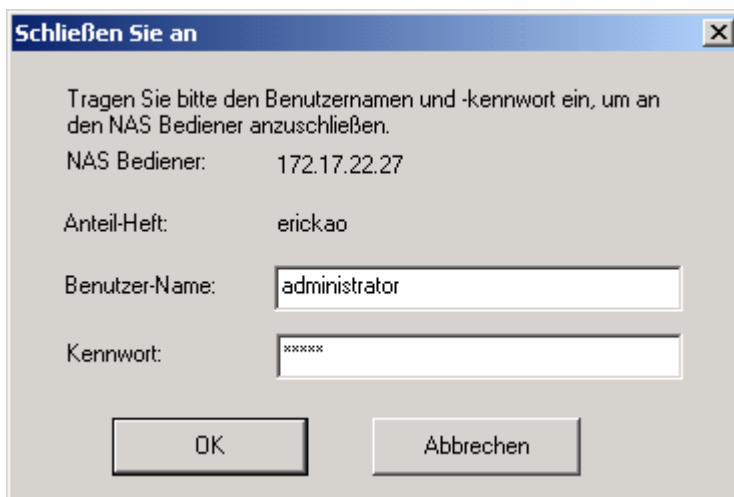 Schließen Sie an
Tragen Sie bitte den Benutzernamen und -kennwort ein, um an
den NAS Bediener anzuschließen.
NAS Bediener: 172.17.22.27
Anteil-Heft: erickao
Benutzer-Name: administrator
Kennwort: *****
OK Abbrechen